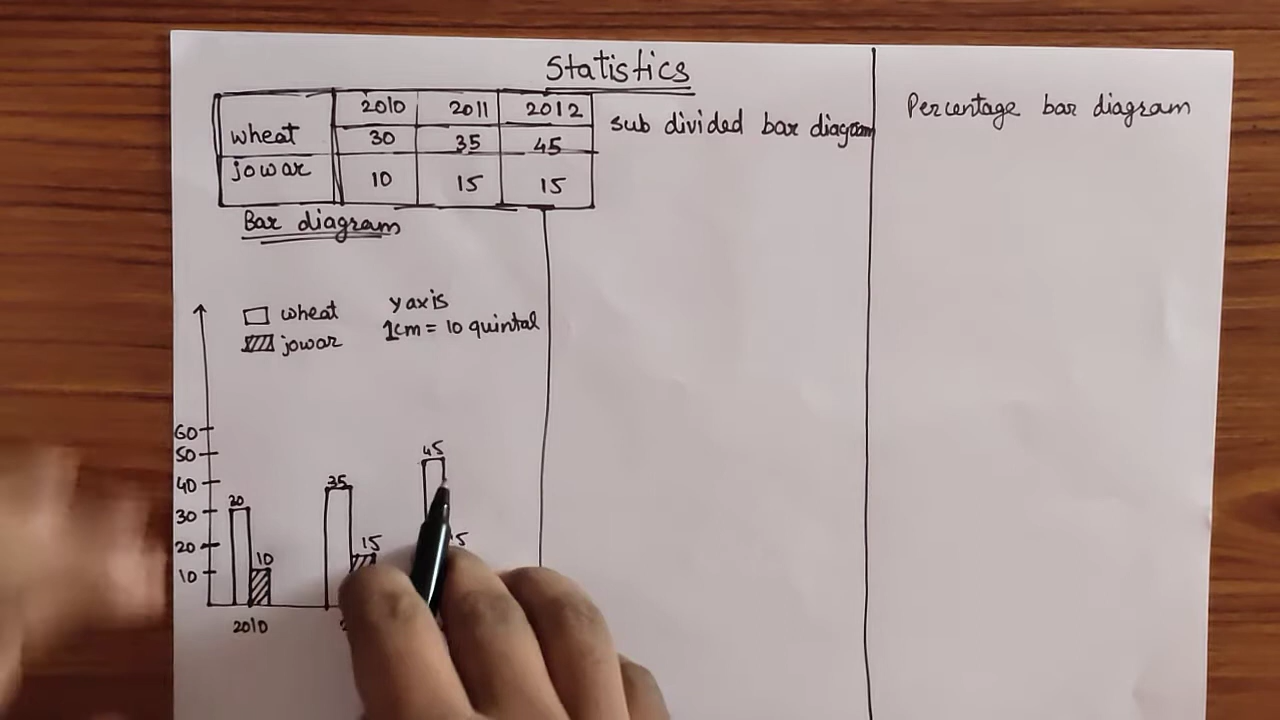 Statistics
2010 2011 2012
wheat 30 35 45
jowar 10 15 15
Bar diagram
wheat
jowar
y axis
1cm = 10 quintal
60
50
40
30
20
10
45
35
15
10
2010
sub divided bar diagram
Percentage bar diagram